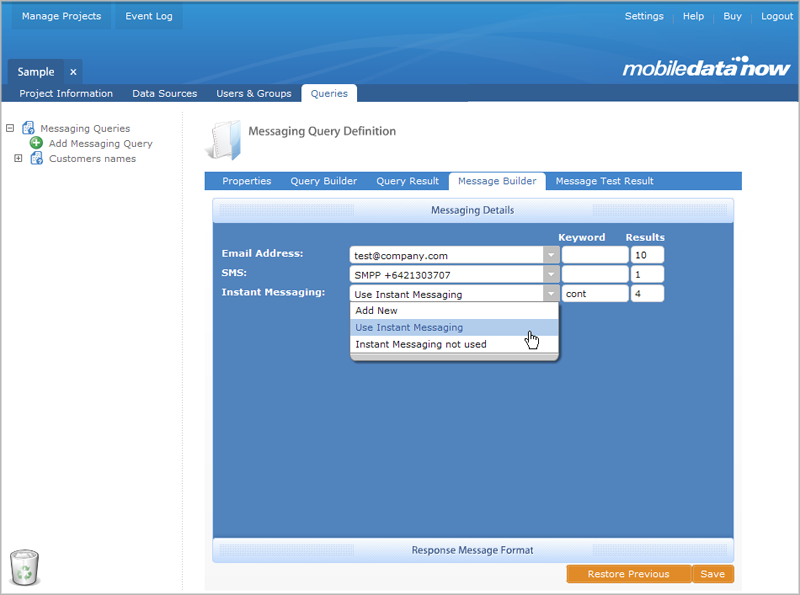 Manage Projects Event Log Settings Help Buy Logout
Sample x
mobiledatanow
Project Information Data Sources Users & Groups Queries
Messaging Queries
Add Messaging Query
Customers names
Messaging Query Definition
Properties Query Builder Query Result Message Builder Message Test Result
Messaging Details
Keyword Results
Email Address: test@company.com 10
SMS: SMPP +6421303707 1
Instant Messaging: Use Instant Messaging cont 4
Add New
Use Instant Messaging
Instant Messaging not used
Response Message Format
Restore Previous Save